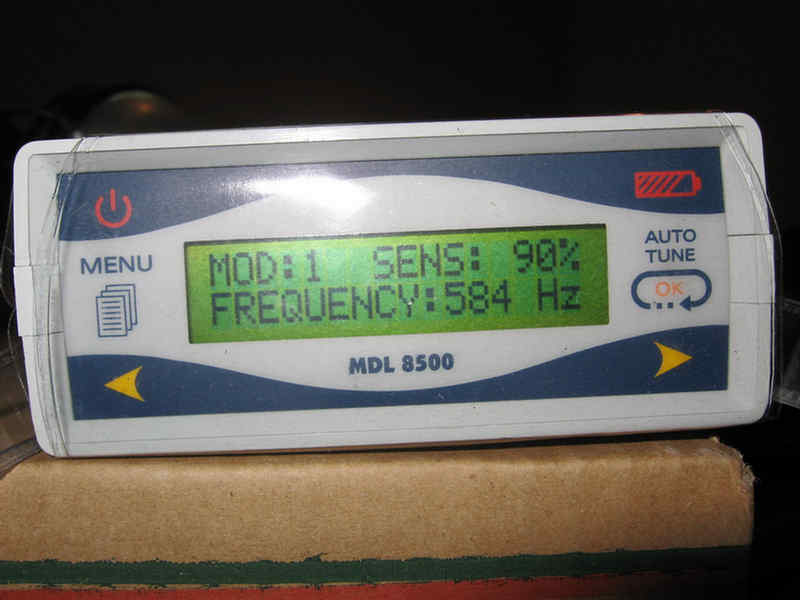 MENU
MOD:1 SENS: 90%
FREQUENCY:584 Hz
AUTO
TUNE
OK
MDL 8500